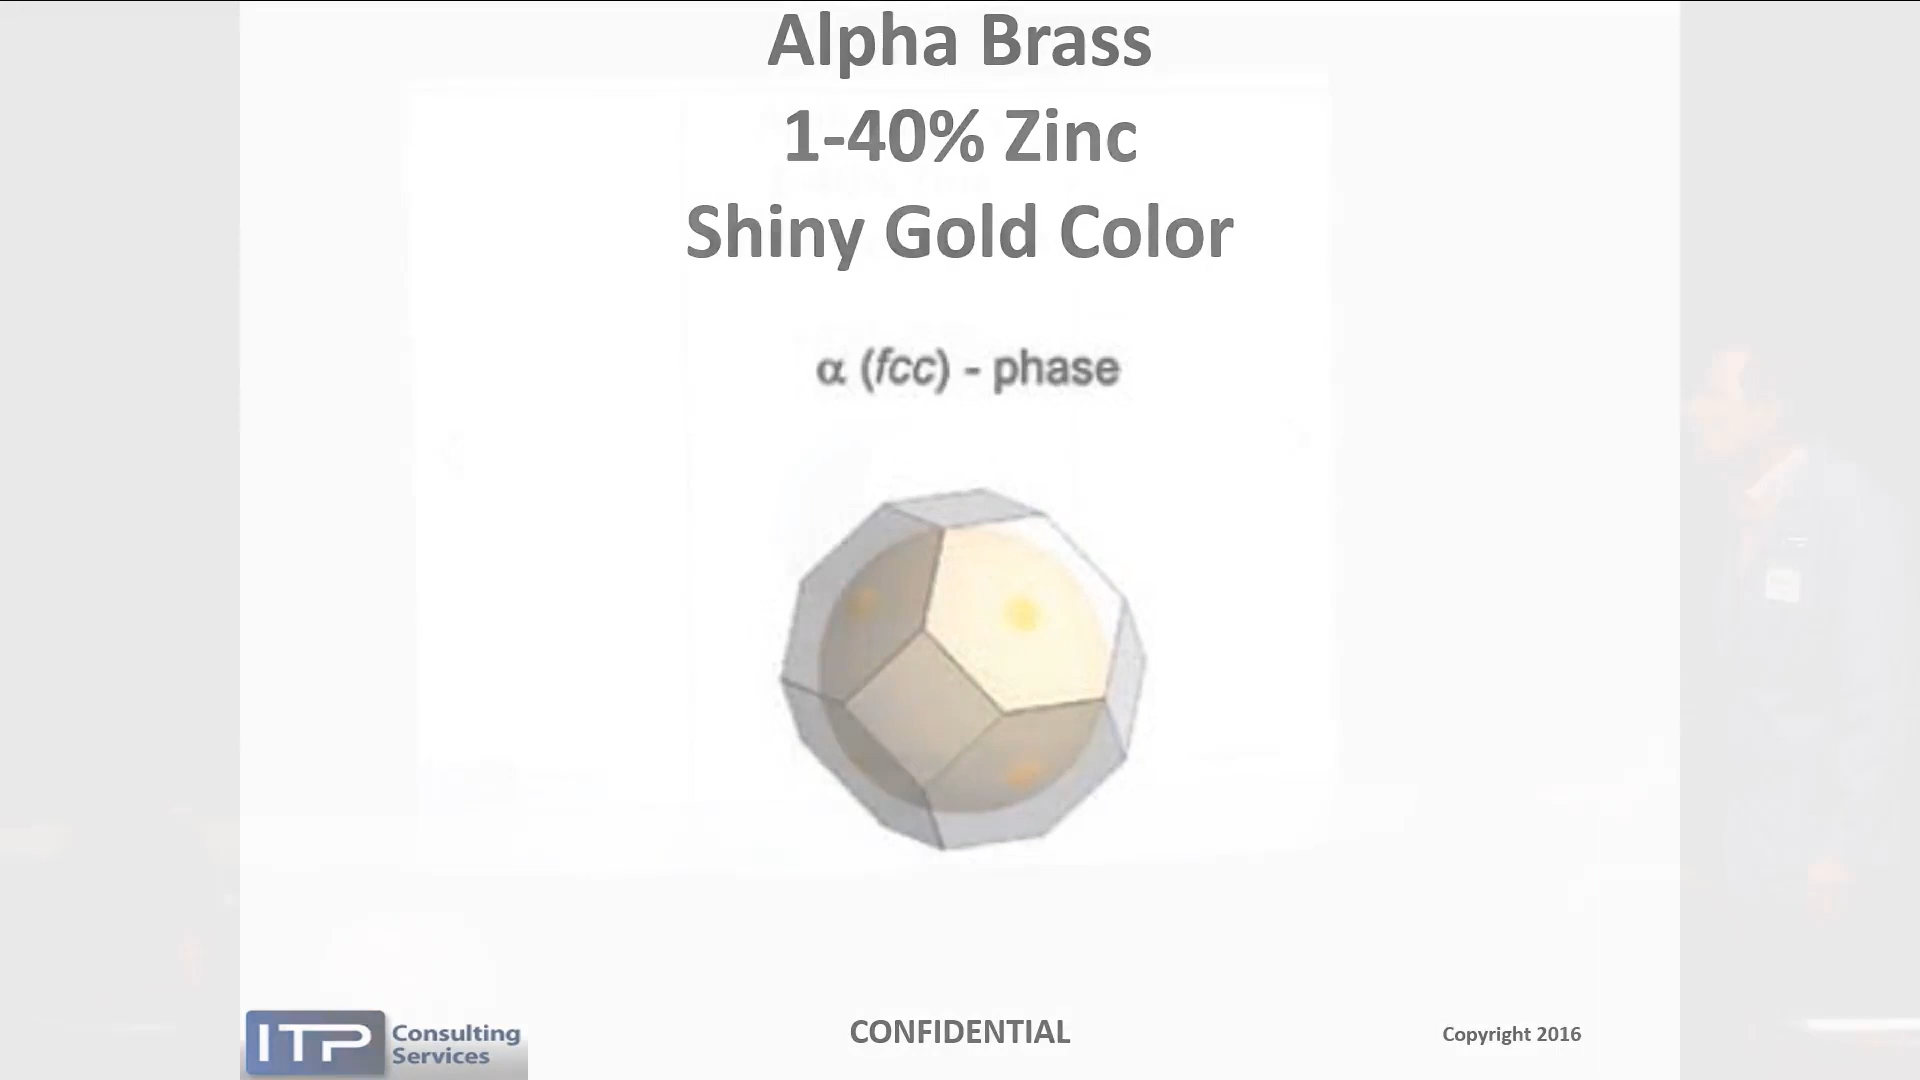 Alpha Brass
1-40% Zinc
Shiny Gold Color
α (fcc) - phase
ITP Consulting
Services
CONFIDENTIAL
Copyright 2016